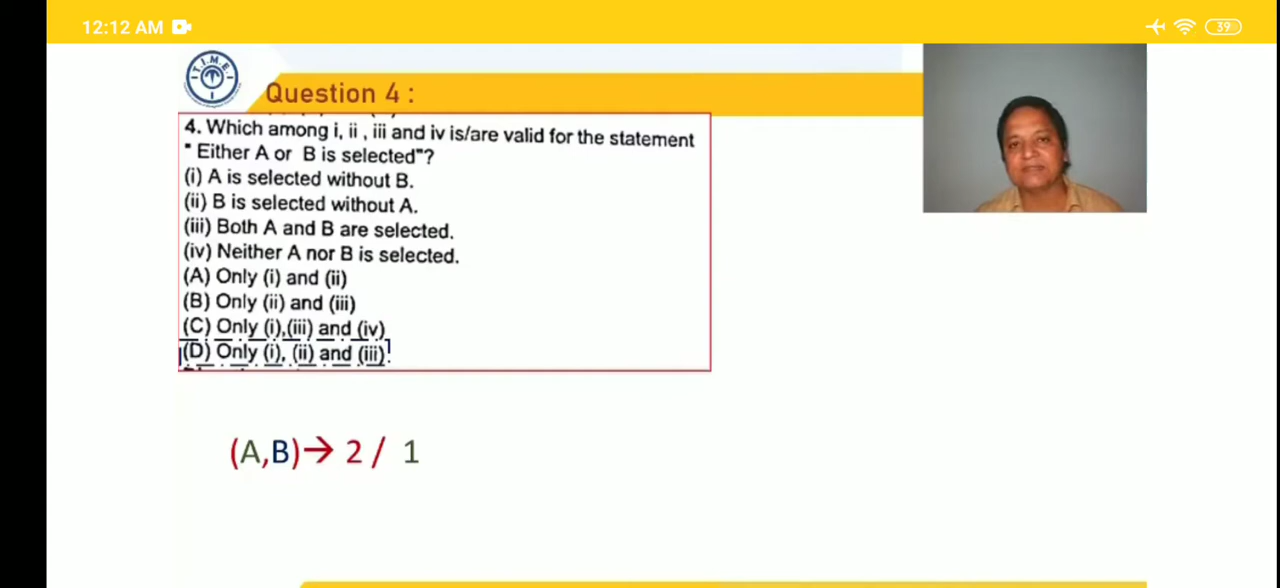 12:12 AM
39
T.I.M.E.
Question 4 :
4. Which among i, ii , iii and iv is/are valid for the statement
" Either A or B is selected"?
(i) A is selected without B.
(ii) B is selected without A.
(iii) Both A and B are selected.
(iv) Neither A nor B is selected.
(A) Only (i) and (ii)
(B) Only (ii) and (iii)
(C) Only (i),(iii) and (iv)
(D) Only (i), (ii) and (iii)
(A,B)→ 2 / 1